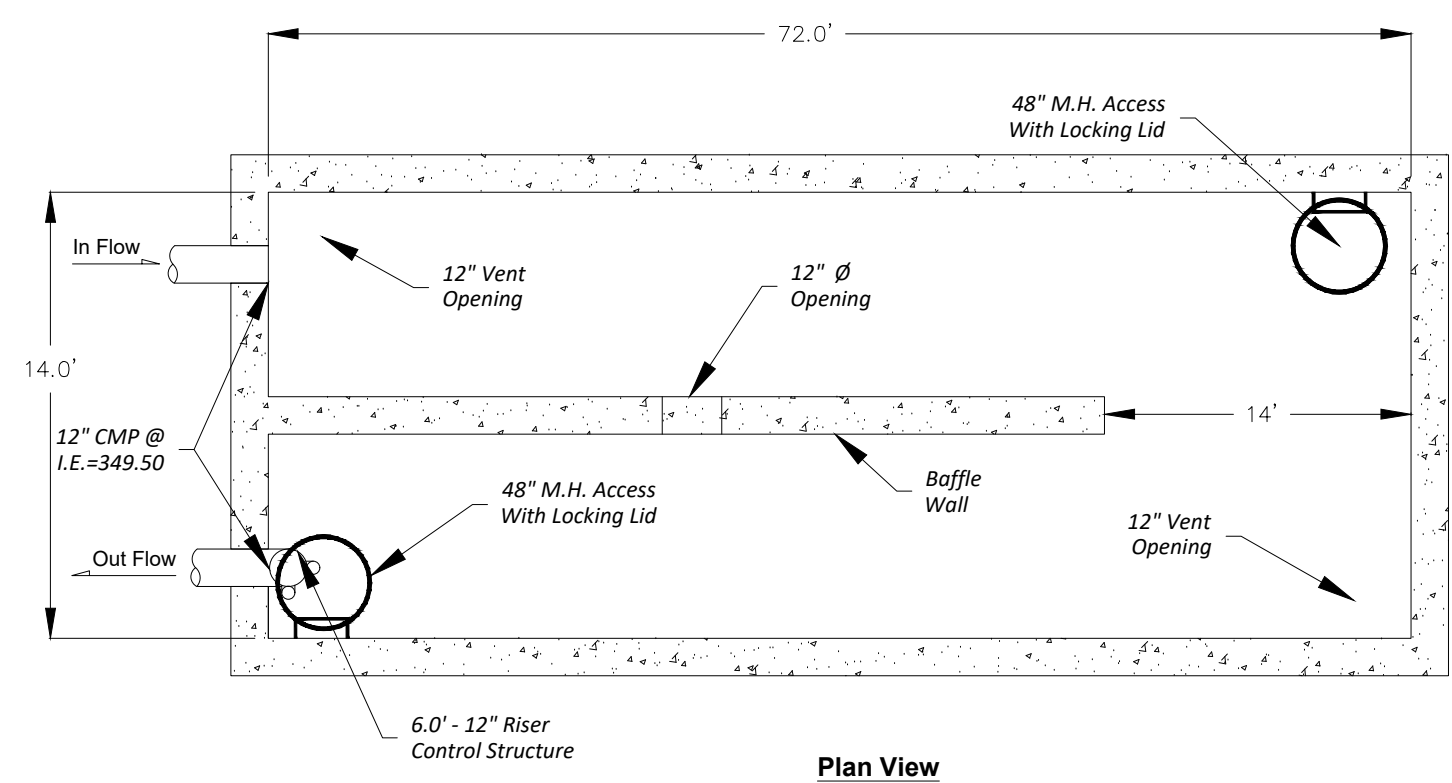 72.0'
48" M.H. Access
With Locking Lid
In Flow
12" Vent
Opening
12" Ø
Opening
14.0'
14'
12" CMP @
I.E.=349.50
48" M.H. Access
With Locking Lid
Baffle
Wall
12" Vent
Opening
Out Flow
6.0' - 12" Riser
Control Structure
Plan View